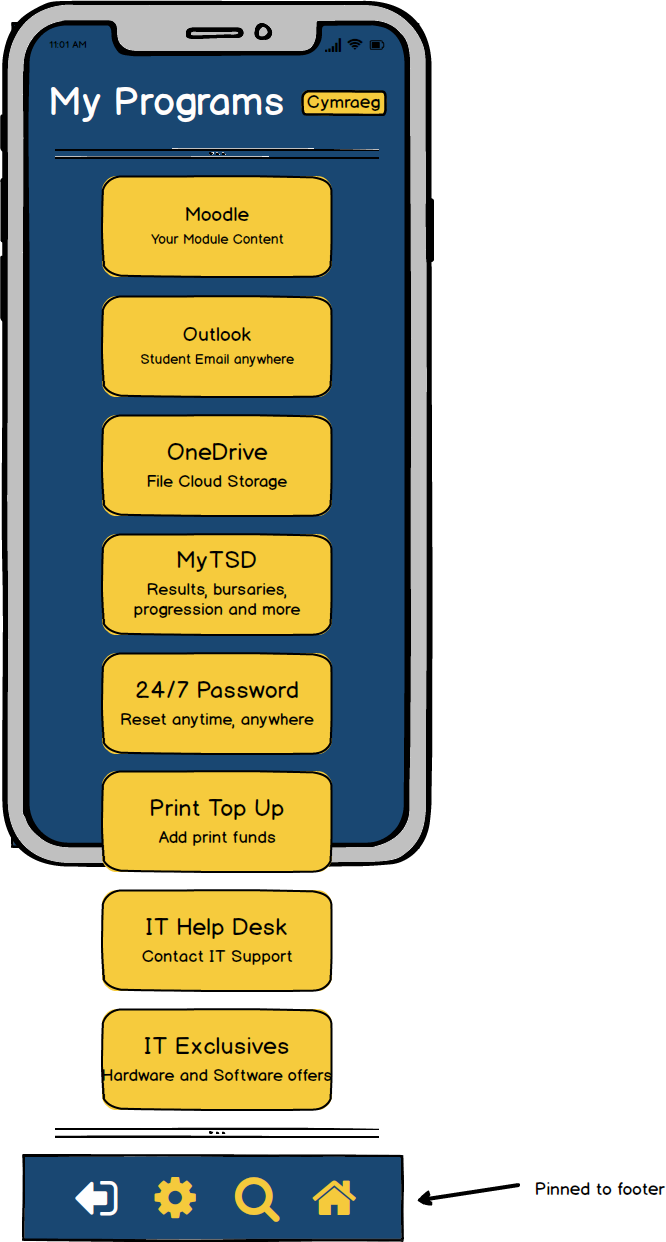 11:01 AM
My Programs
Cymraeg
Moodle
Your Module Content
Outlook
Student Email anywhere
OneDrive
File Cloud Storage
MyTSD
Results, bursaries,
progression and more
24/7 Password
Reset anytime, anywhere
Print Top Up
Add print funds
IT Help Desk
Contact IT Support
IT Exclusives
Hardware and Software offers
Pinned to footer